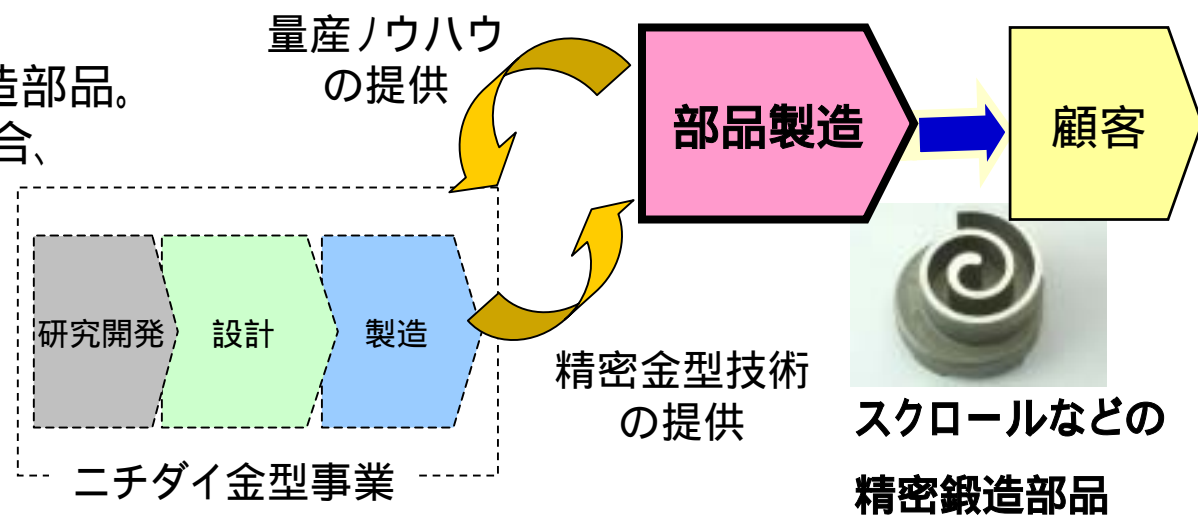 量産ノウハウ
の提供
造部品。
合、
部品製造
顧客
研究開発
設計
製造
精密金型技術
の提供
ニチダイ金型事業
スクロールなどの
精密鍛造部品